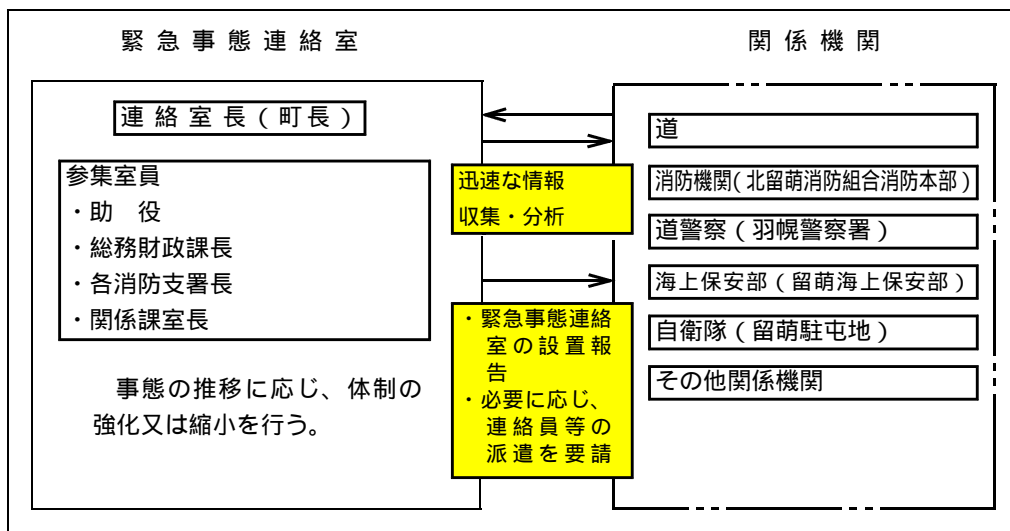 緊急事態連絡室
連絡室長(町長)
参集室員
・助　役
・総務財政課長
・各消防支署長
・関係課室長
事態の推移に応じ、体制の
強化又は縮小を行う。
迅速な情報
収集・分析
・緊急事態連絡
室の設置報
告
・必要に応じ、
連絡員等の
派遣を要請
関係機関
道
消防機関(北留萌消防組合消防本部)
道警察(羽幌警察署)
海上保安部(留萌海上保安部)
自衛隊(留萌駐屯地)
その他関係機関